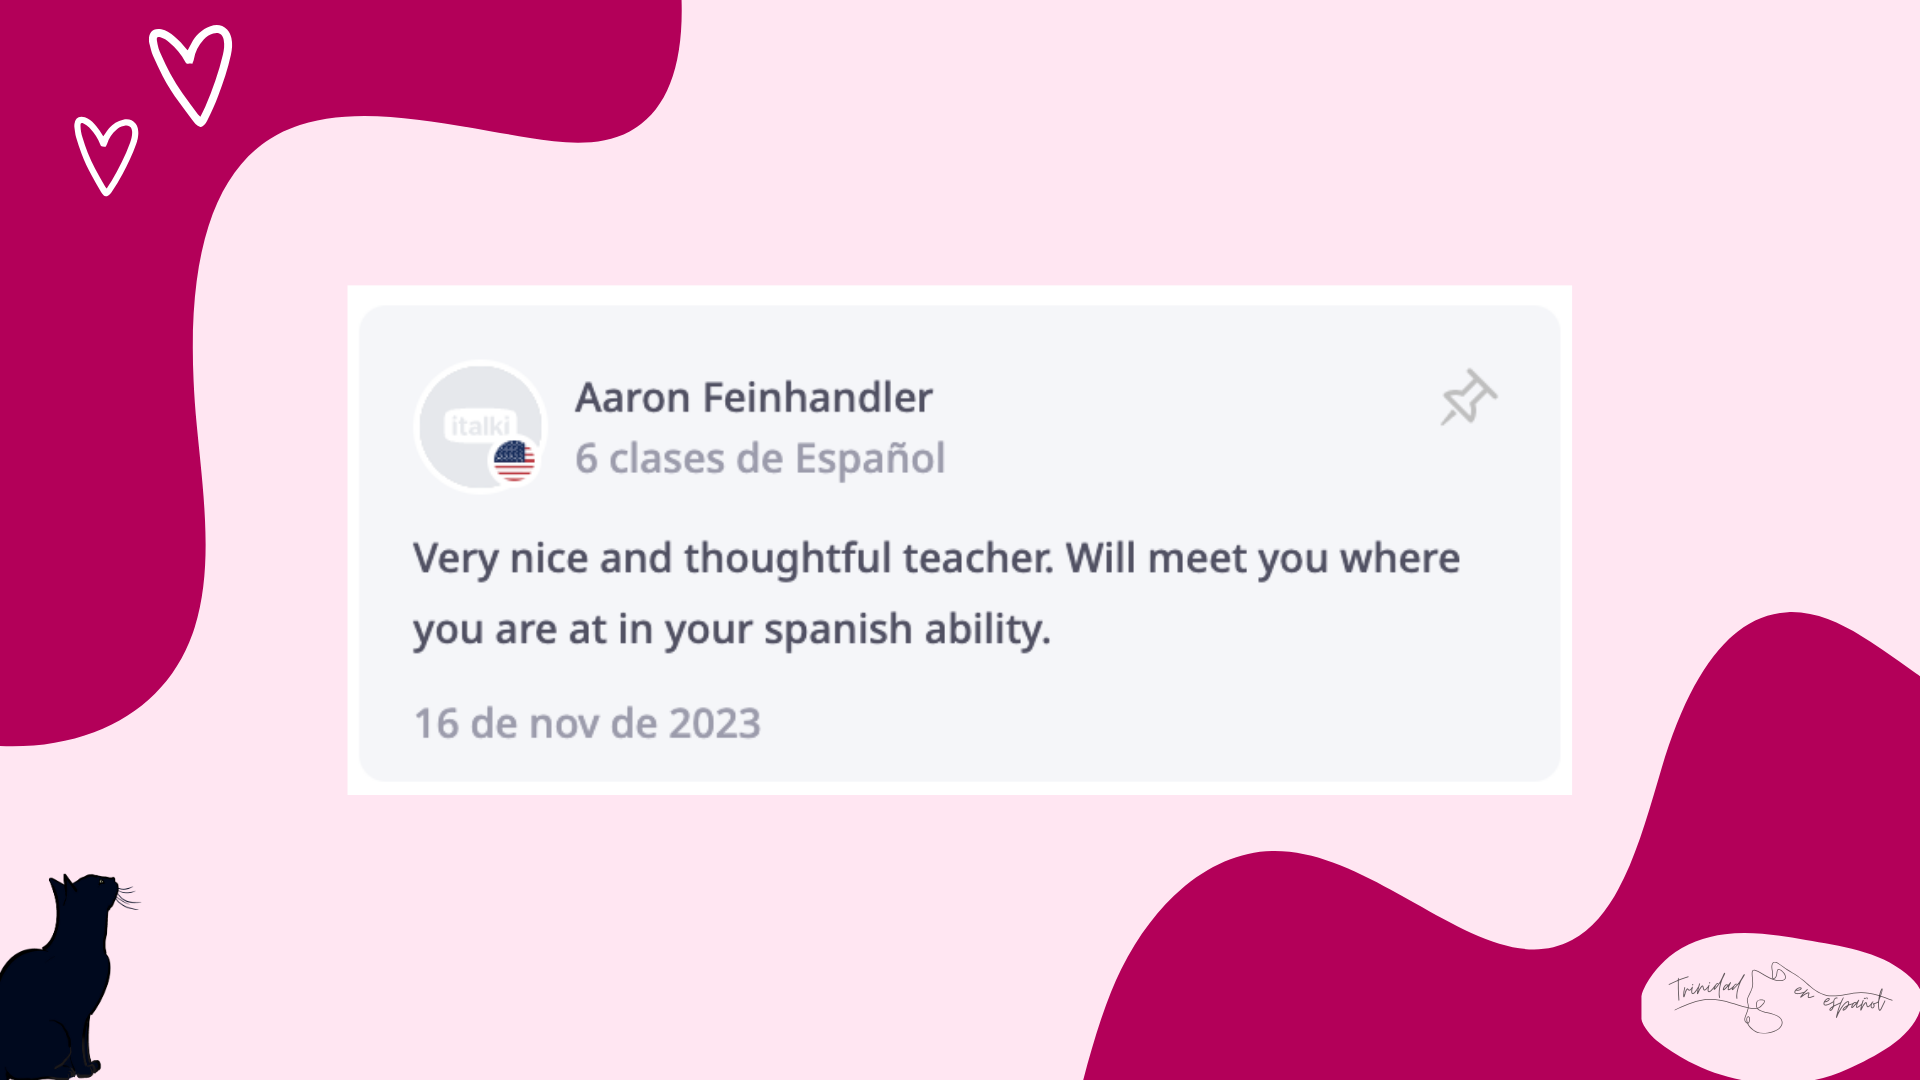 italki
Aaron Feinhandler
6 clases de Español
Very nice and thoughtful teacher. Will meet you where
you are at in your spanish ability.
16 de nov de 2023
Trinidad en español